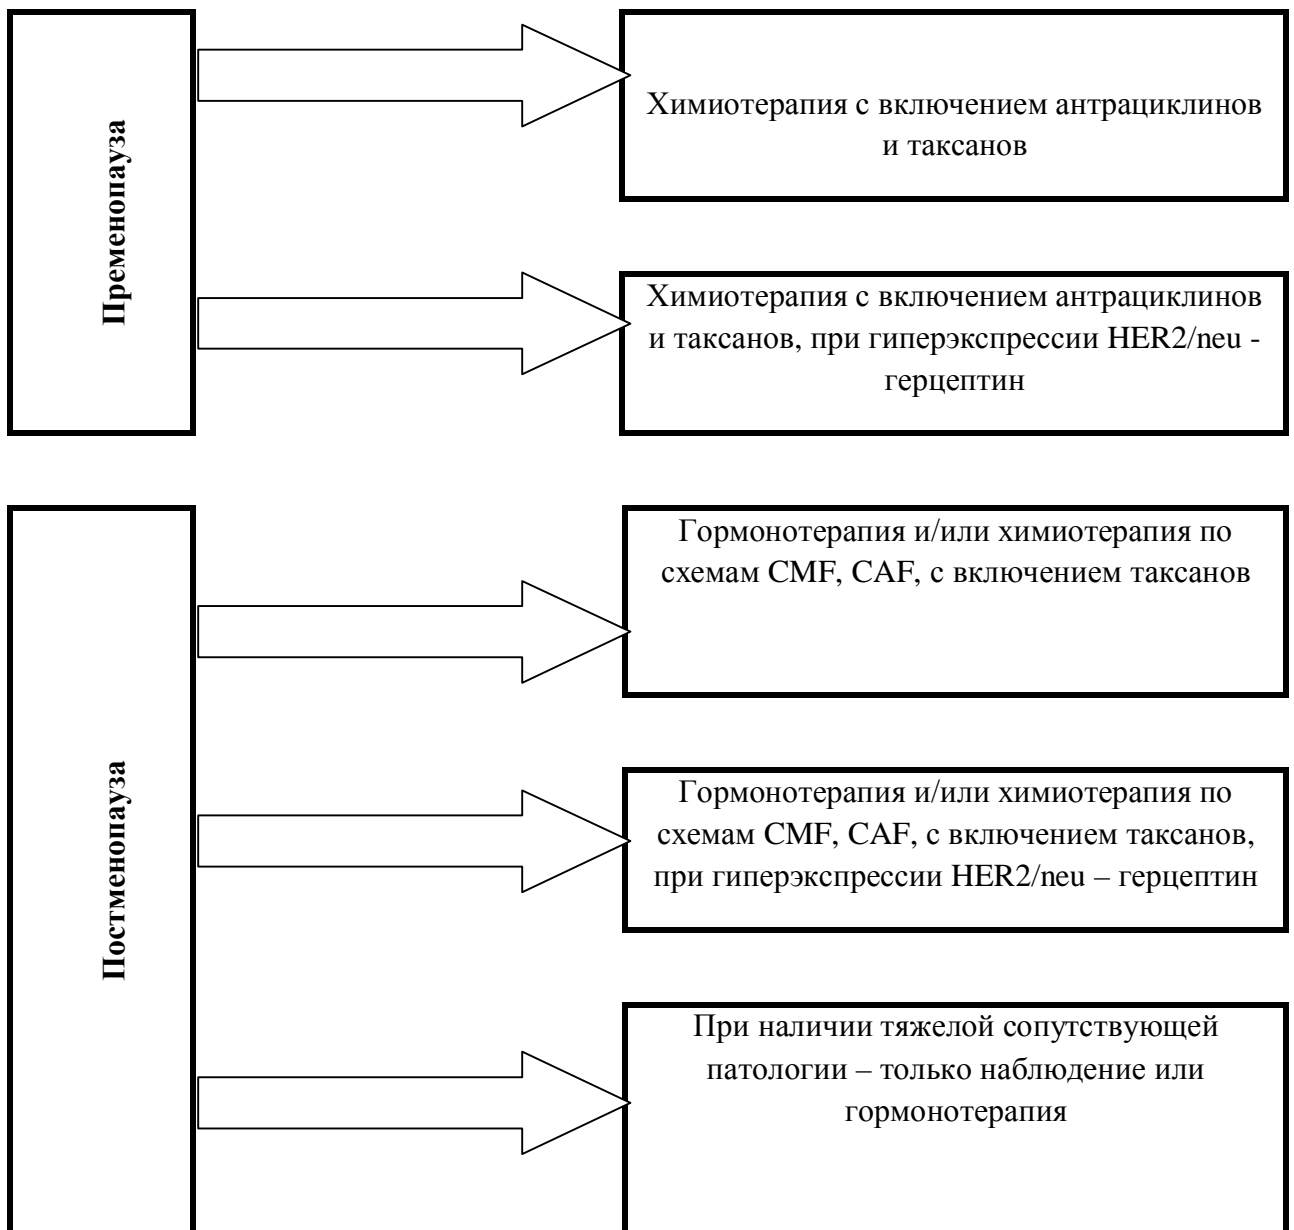 Пременопауза
Химиотерапия с включением антрациклинов
и таксанов
Химиотерапия с включением антрациклинов
и таксанов, при гиперэкспрессии HER2/neu -
герцептин
Постменопауза
Гормонотерапия и/или химиотерапия по
схемам CMF, CAF, с включением таксанов
Гормонотерапия и/или химиотерапия по
схемам CMF, CAF, с включением таксанов,
при гиперэкспрессии HER2/neu – герцептин
При наличии тяжелой сопутствующей
патологии – только наблюдение или
гормонотерапия